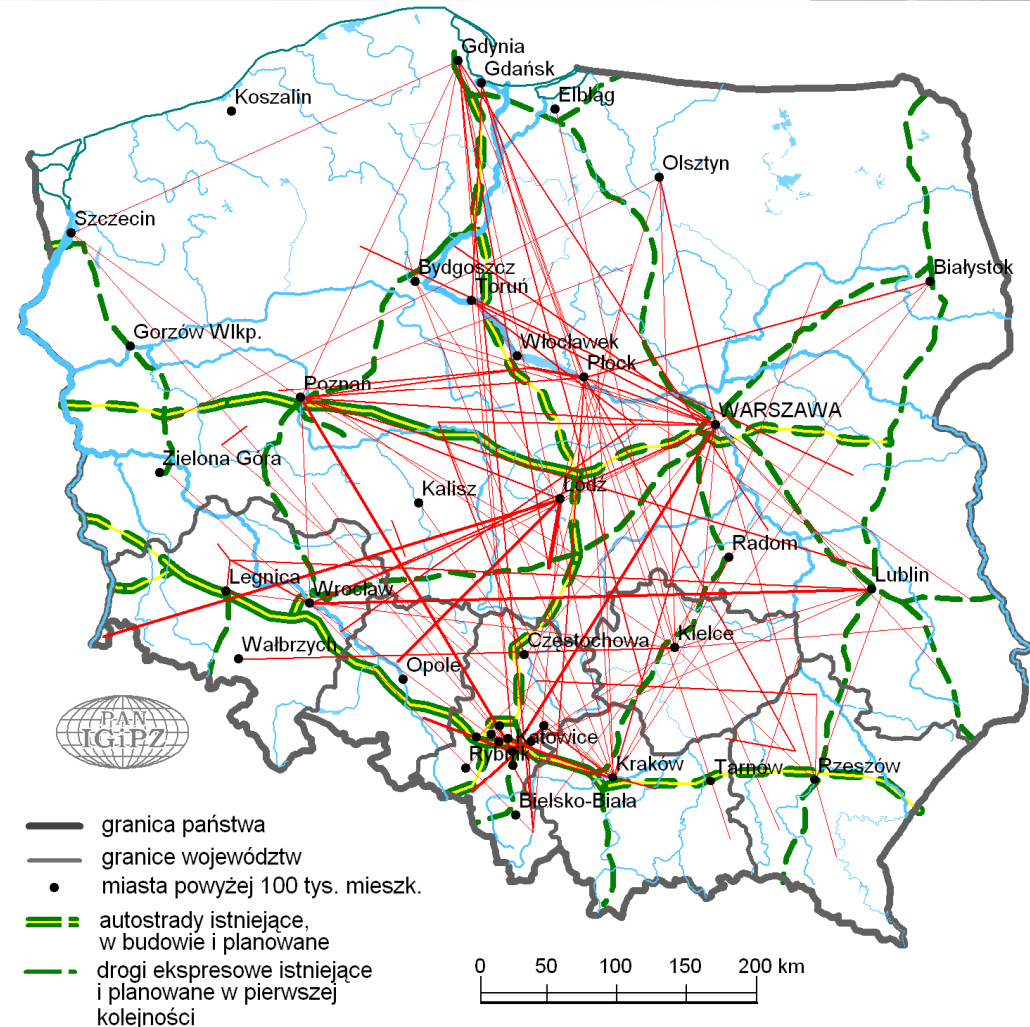 Gdynia
Gdańsk
Koszalin
Elbląg
Olsztyn
Szczecin
Bydgoszcz
Białystok
Toruń
Gorzów Wlkp.
Włocławek
Płock
Poznań
WARSZAWA
Zielona Góra
Łódź
Kalisz
Radom
Legnica
Wrocław
Lublin
Wałbrzych
Częstochowa
Kielce
Opole
PAN
IGiPZ
Katowice
Rybnik
Kraków
Tarnów
Rzeszów
Bielsko-Biała
granica państwa
granice województw
miasta powyżej 100 tys. mieszk.
autostrady istniejące,
w budowie i planowane
drogi ekspresowe istniejące
i planowane w pierwszej
kolejności
0 50 100 150 200 km